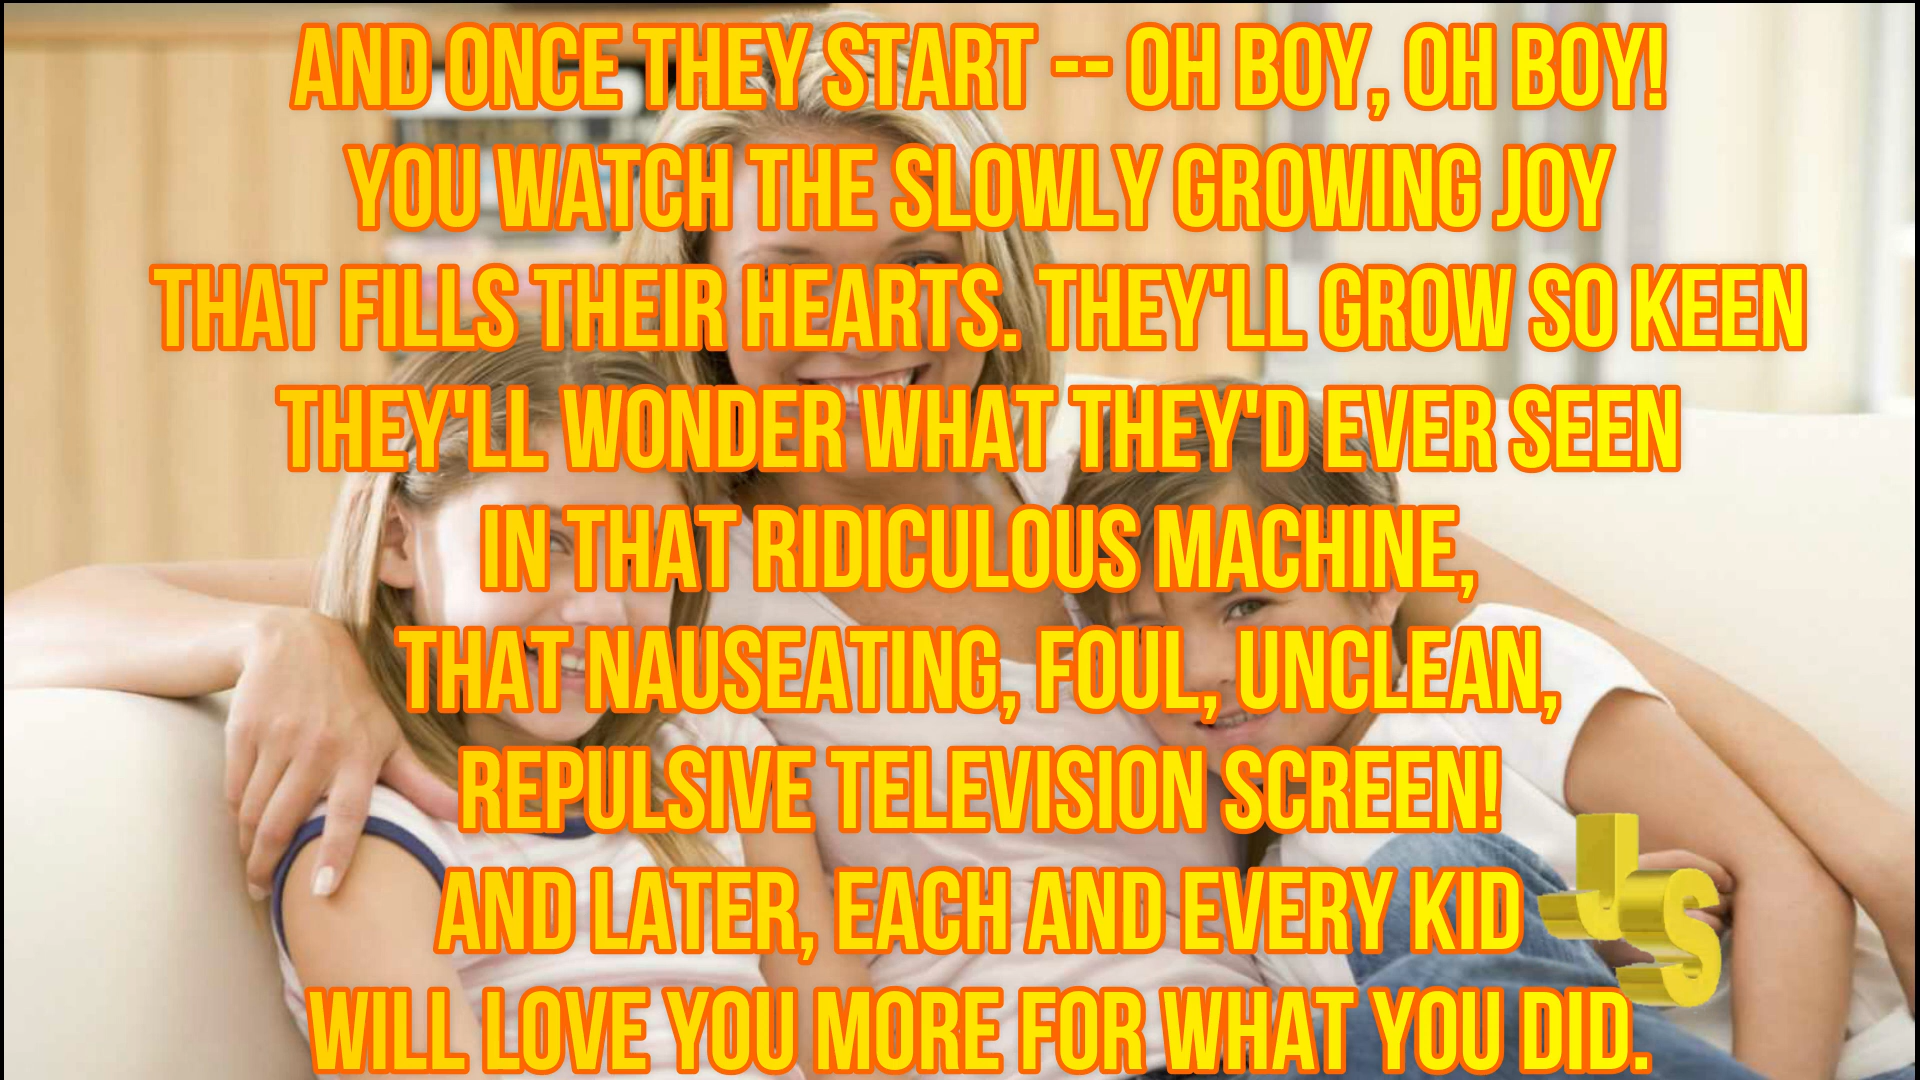 AND ONCE THEY START -- OH BOY, OH BOY!
YOU WATCH THE SLOWLY GROWING JOY
THAT FILLS THEIR HEARTS. THEY'LL GROW SO KEEN
THEY'LL WONDER WHAT THEY'D EVER SEEN
IN THAT RIDICULOUS MACHINE,
THAT NAUSEATING, FOUL, UNCLEAN,
REPULSIVE TELEVISION SCREEN!
AND LATER, EACH AND EVERY KID
WILL LOVE YOU MORE FOR WHAT YOU DID.
JS